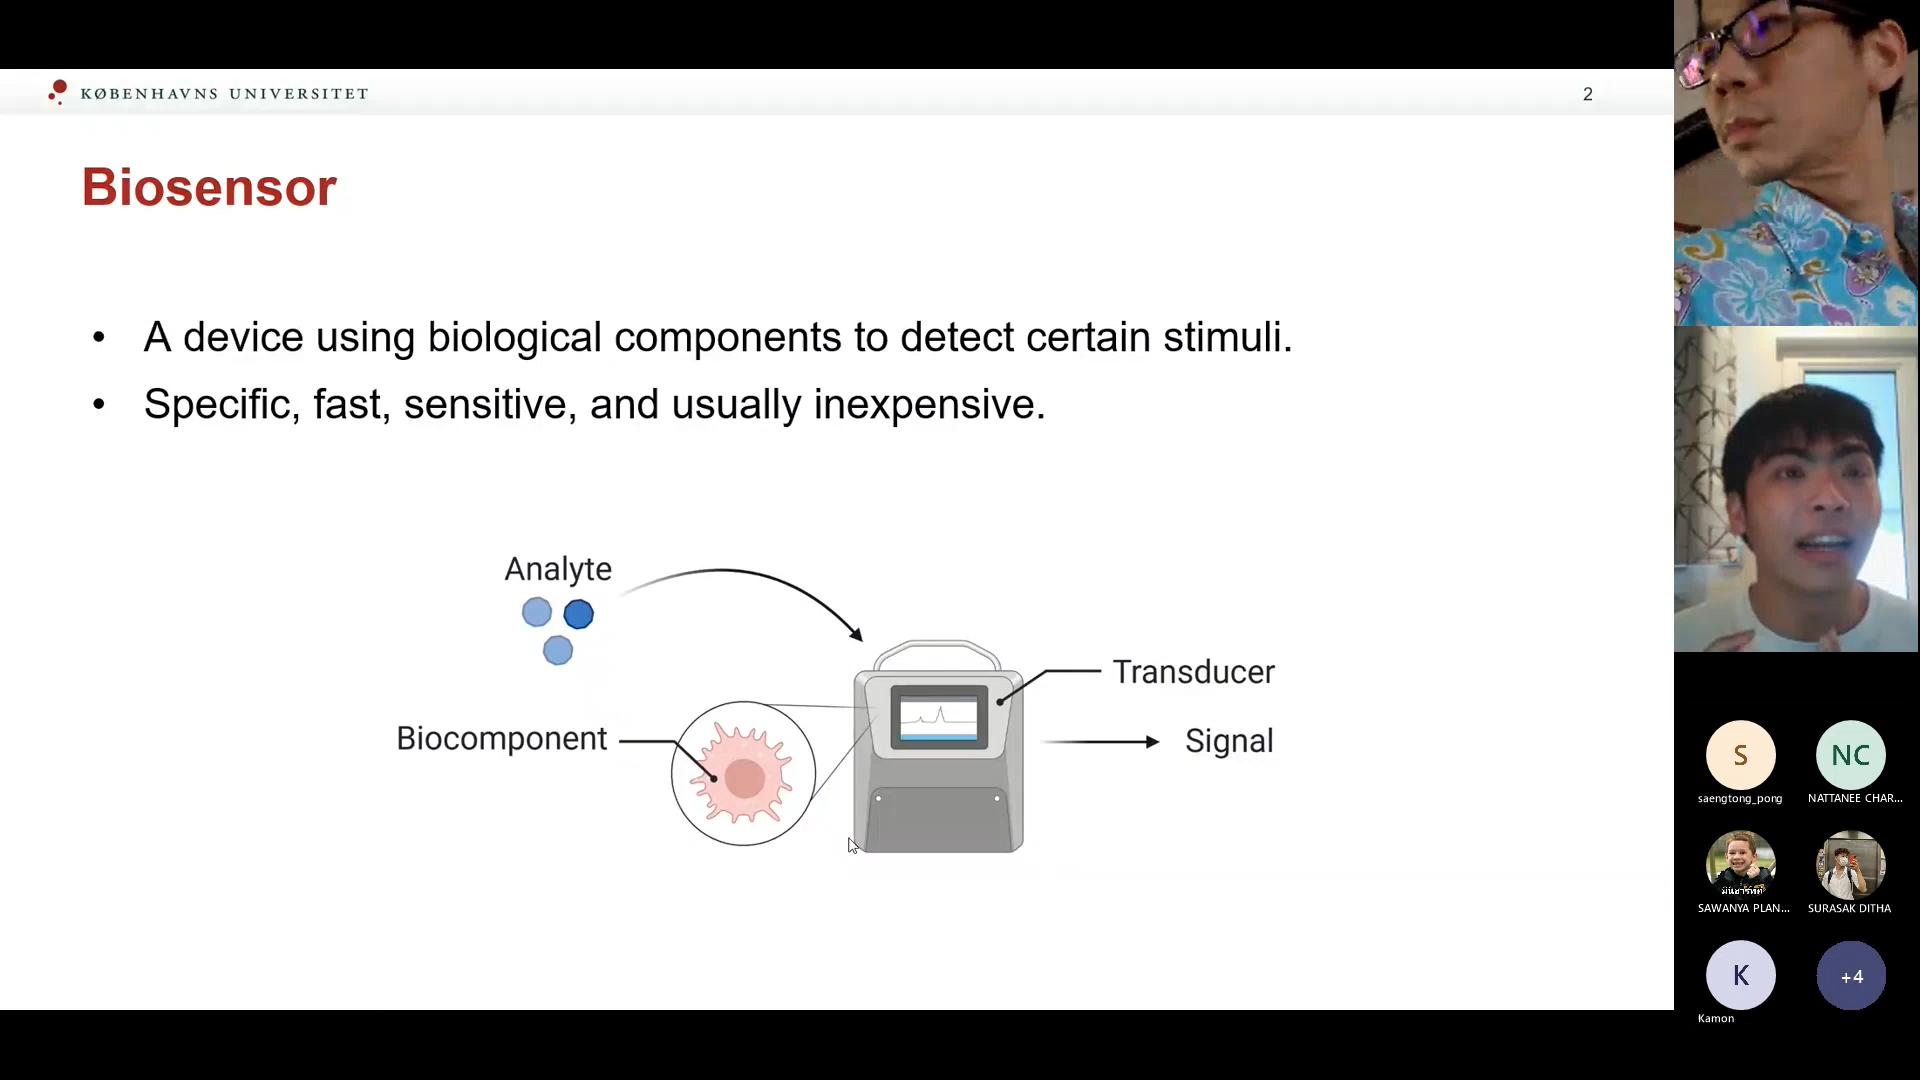 KØBENHAVNS UNIVERSITET
2
Biosensor
• A device using biological components to detect certain stimuli.
• Specific, fast, sensitive, and usually inexpensive.
Analyte
Transducer
Biocomponent
Signal
S
NC
saengtong_pong
NATTANEE CHAR...
SAWANYA PLAN...
SURASAK DITHA
K
+4
Kamon